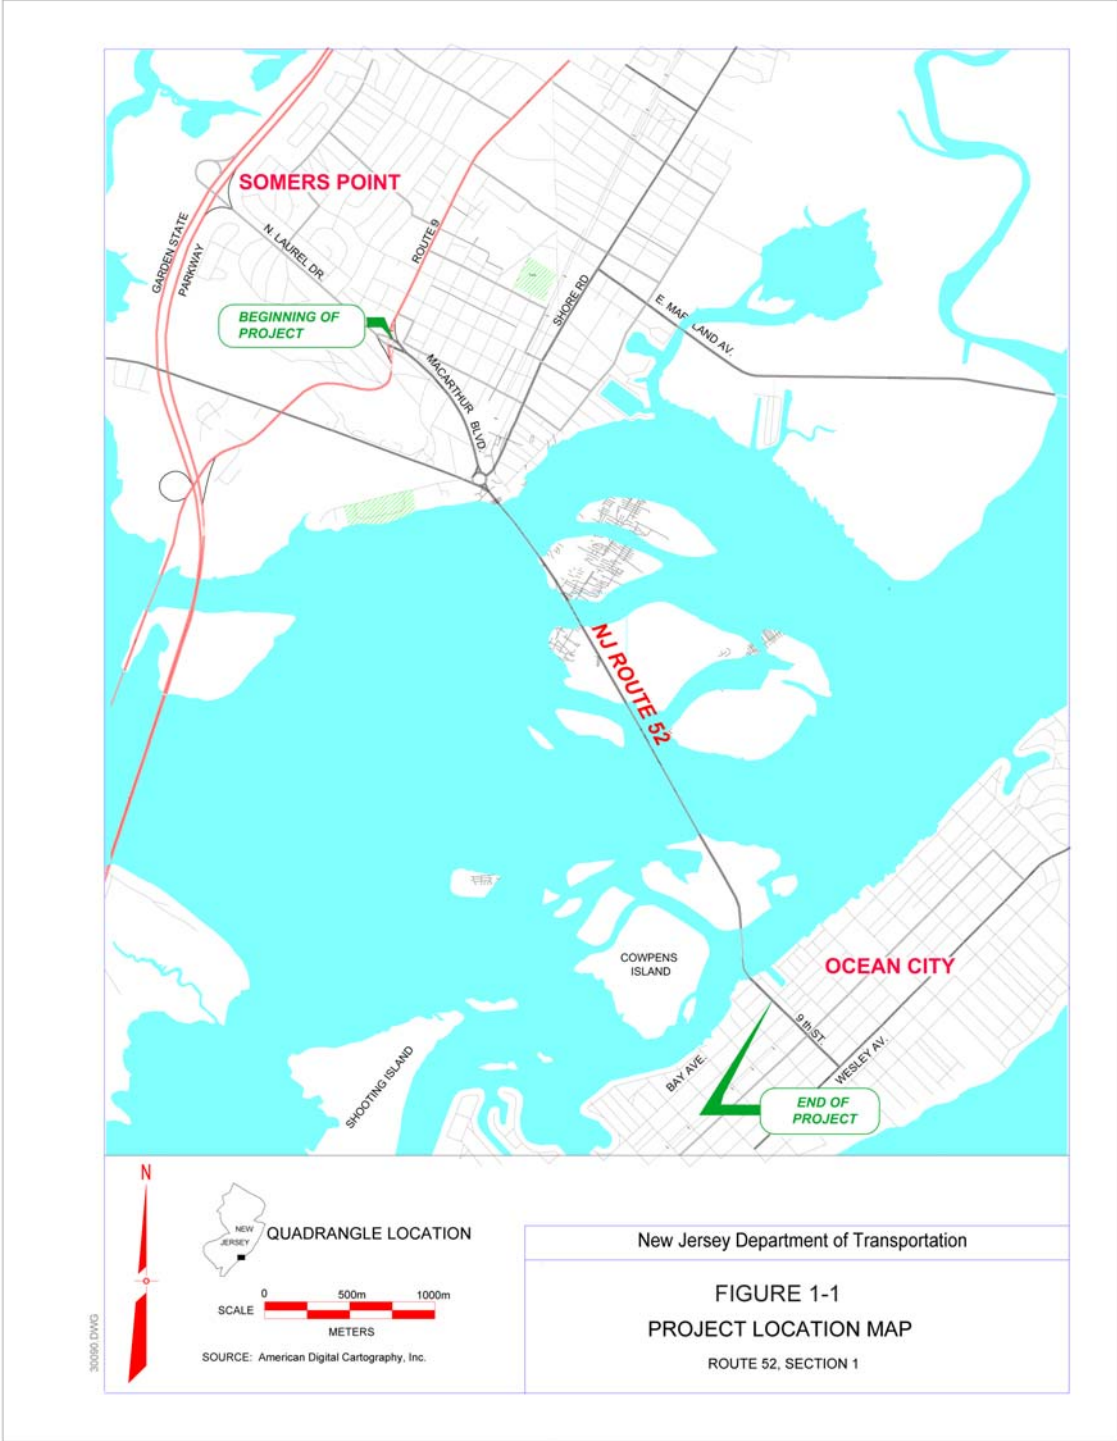 SOMERS POINT
GARDEN STATE
PARKWAY
N. LAUREL DR.
ROUTE 9
SHORE RD
E. MARYLAND AV.
BEGINNING OF
PROJECT
MACARTHUR BLVD.
NJ ROUTE 52
COWPENS
ISLAND
OCEAN CITY
9 th ST.
WESLEY AV.
BAY AVE.
SHOOTING ISLAND
END OF
PROJECT
N
NEW
JERSEY
QUADRANGLE LOCATION
0 500m 1000m
SCALE
METERS
SOURCE: American Digital Cartography, Inc.
30090.DWG
New Jersey Department of Transportation
FIGURE 1-1
PROJECT LOCATION MAP
ROUTE 52, SECTION 1